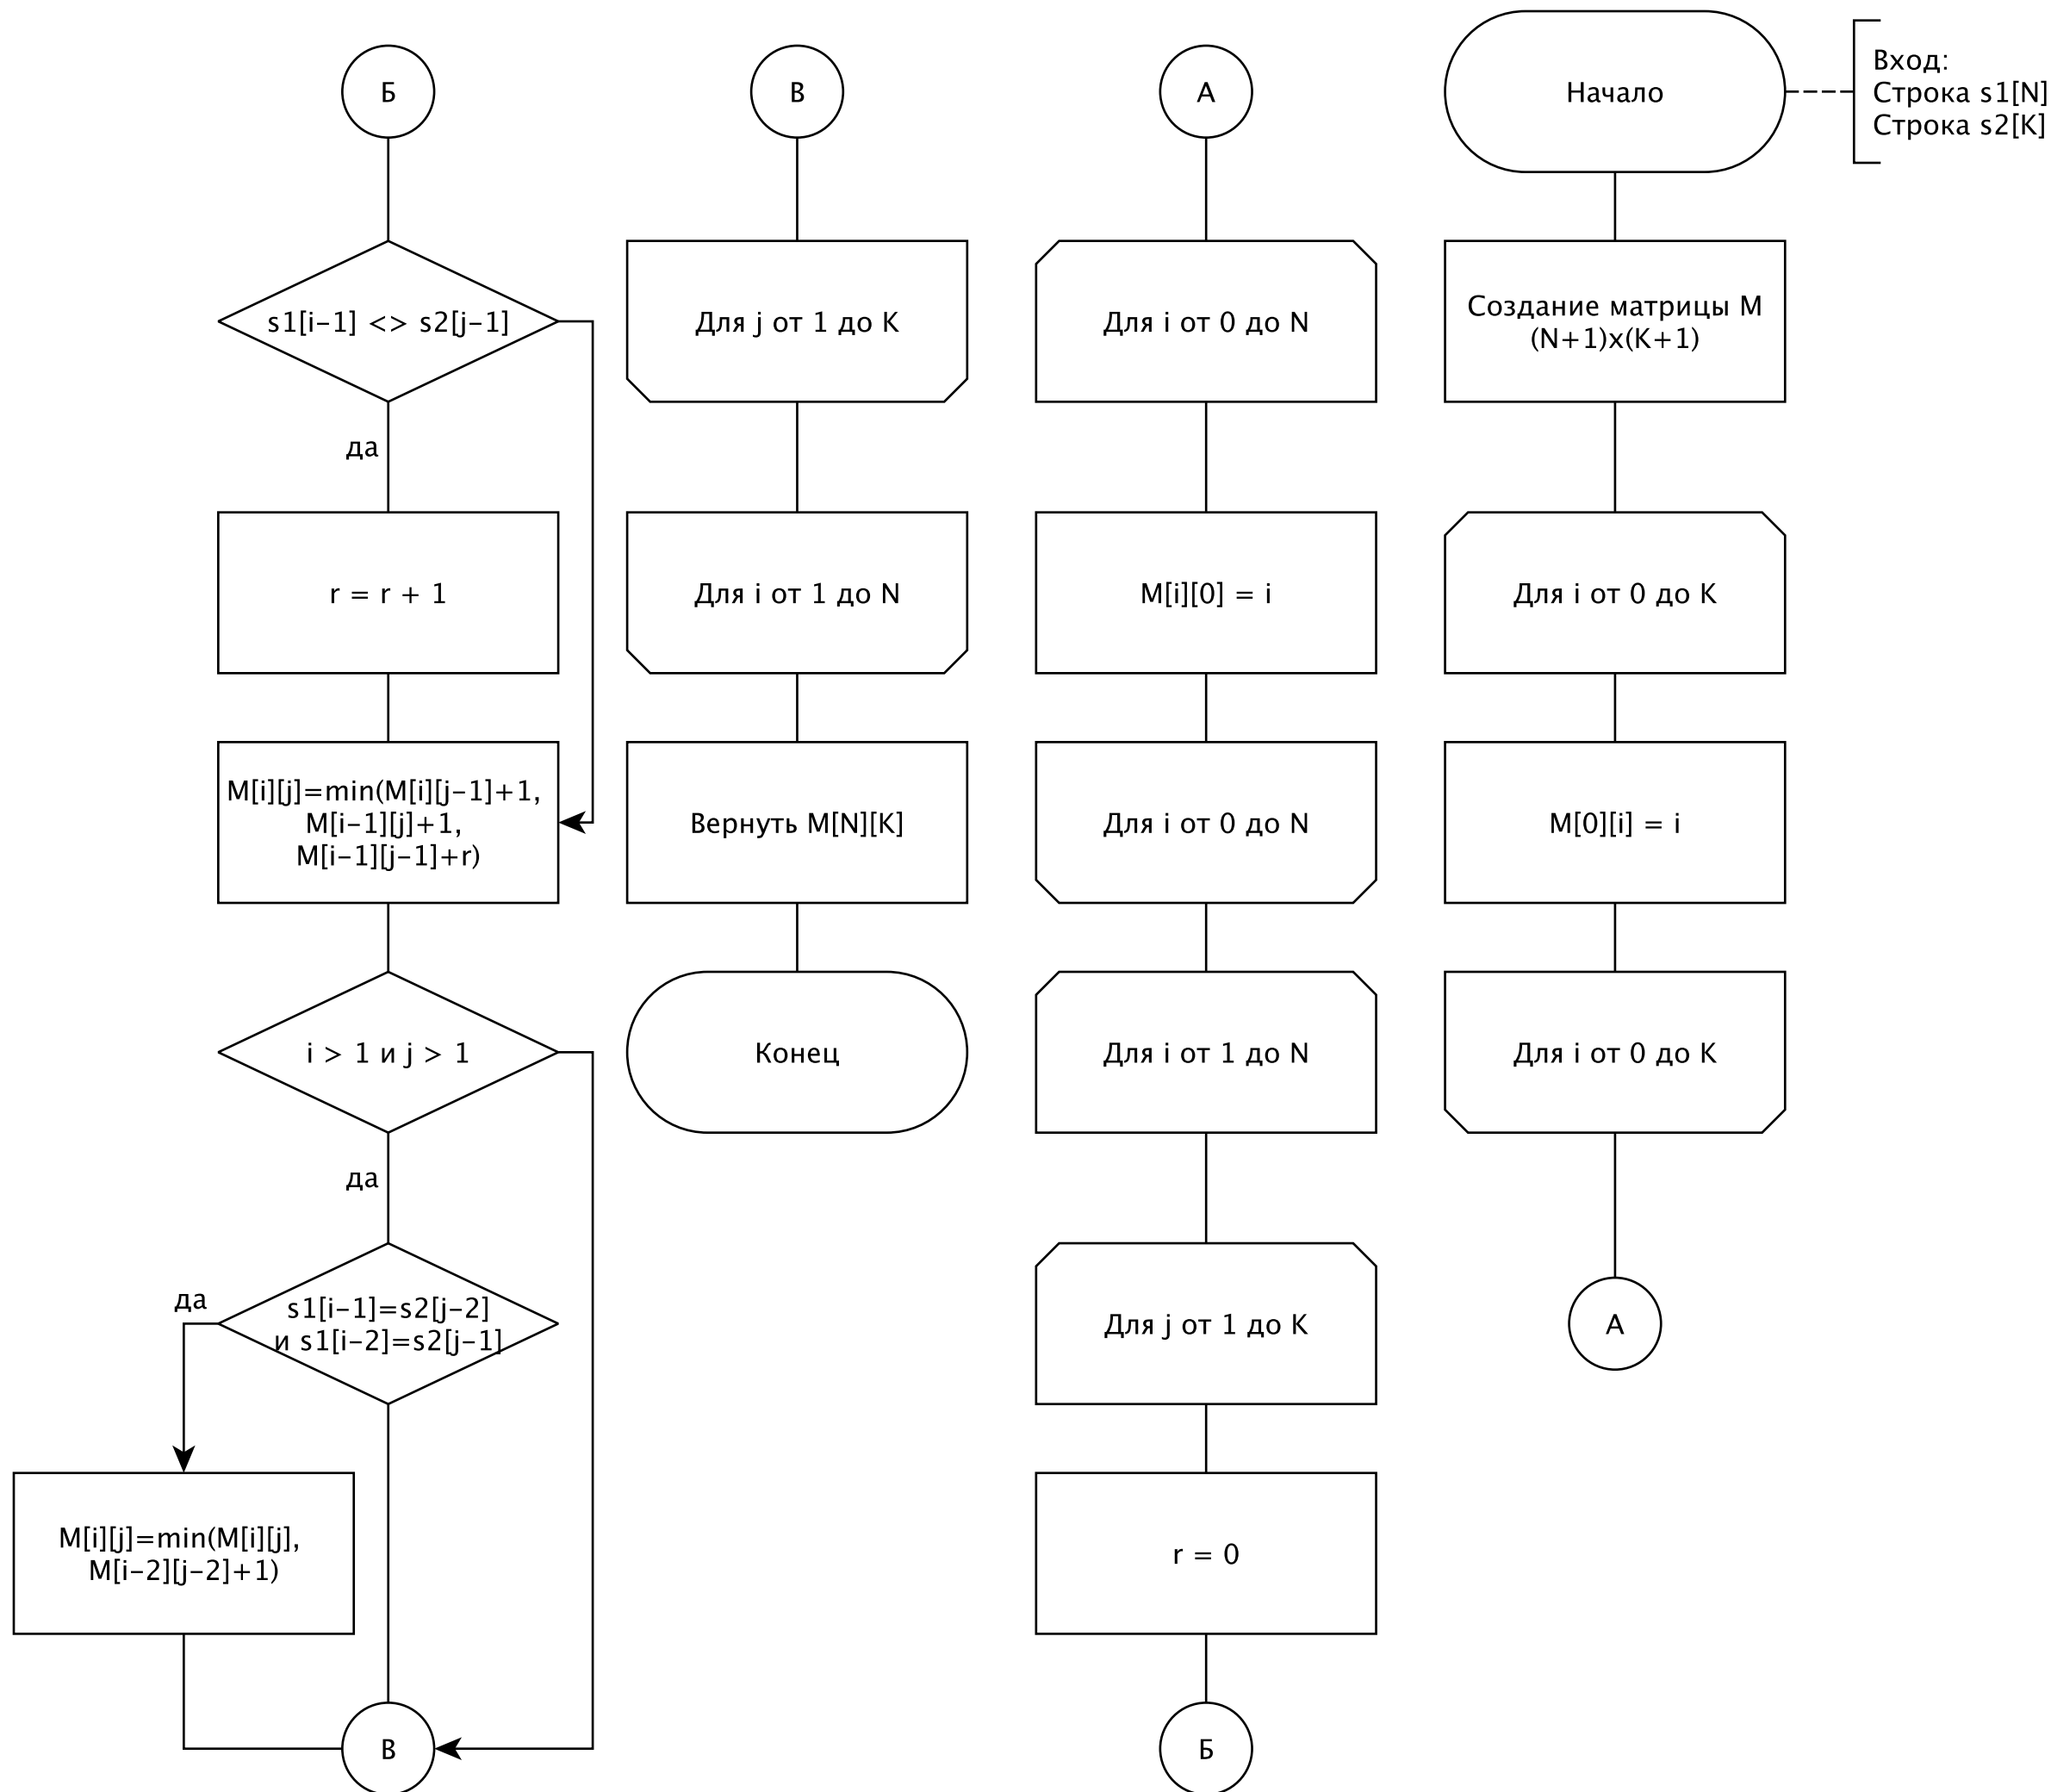 Б
s1[i-1] <> s2[j-1]
да
r = r + 1
M[i][j]=min(M[i][j-1]+1,
M[i-1][j]+1,
M[i-1][j-1]+r)
i > 1 и j > 1
да
да
s1[i-1]=s2[j-2]
и s1[i-2]=s2[j-1]
M[i][j]=min(M[i][j],
M[i-2][j-2]+1)
В
В
Для j от 1 до K
Для i от 1 до N
Вернуть M[N][K]
Конец
А
Для i от 0 до N
M[i][0] = i
Для i от 0 до N
Для i от 1 до N
Для j от 1 до K
r = 0
Б
Начало
Вход:
Строка s1[N]
Строка s2[K]
Создание матрицы M
(N+1)x(K+1)
Для i от 0 до K
M[0][i] = i
Для i от 0 до K
А